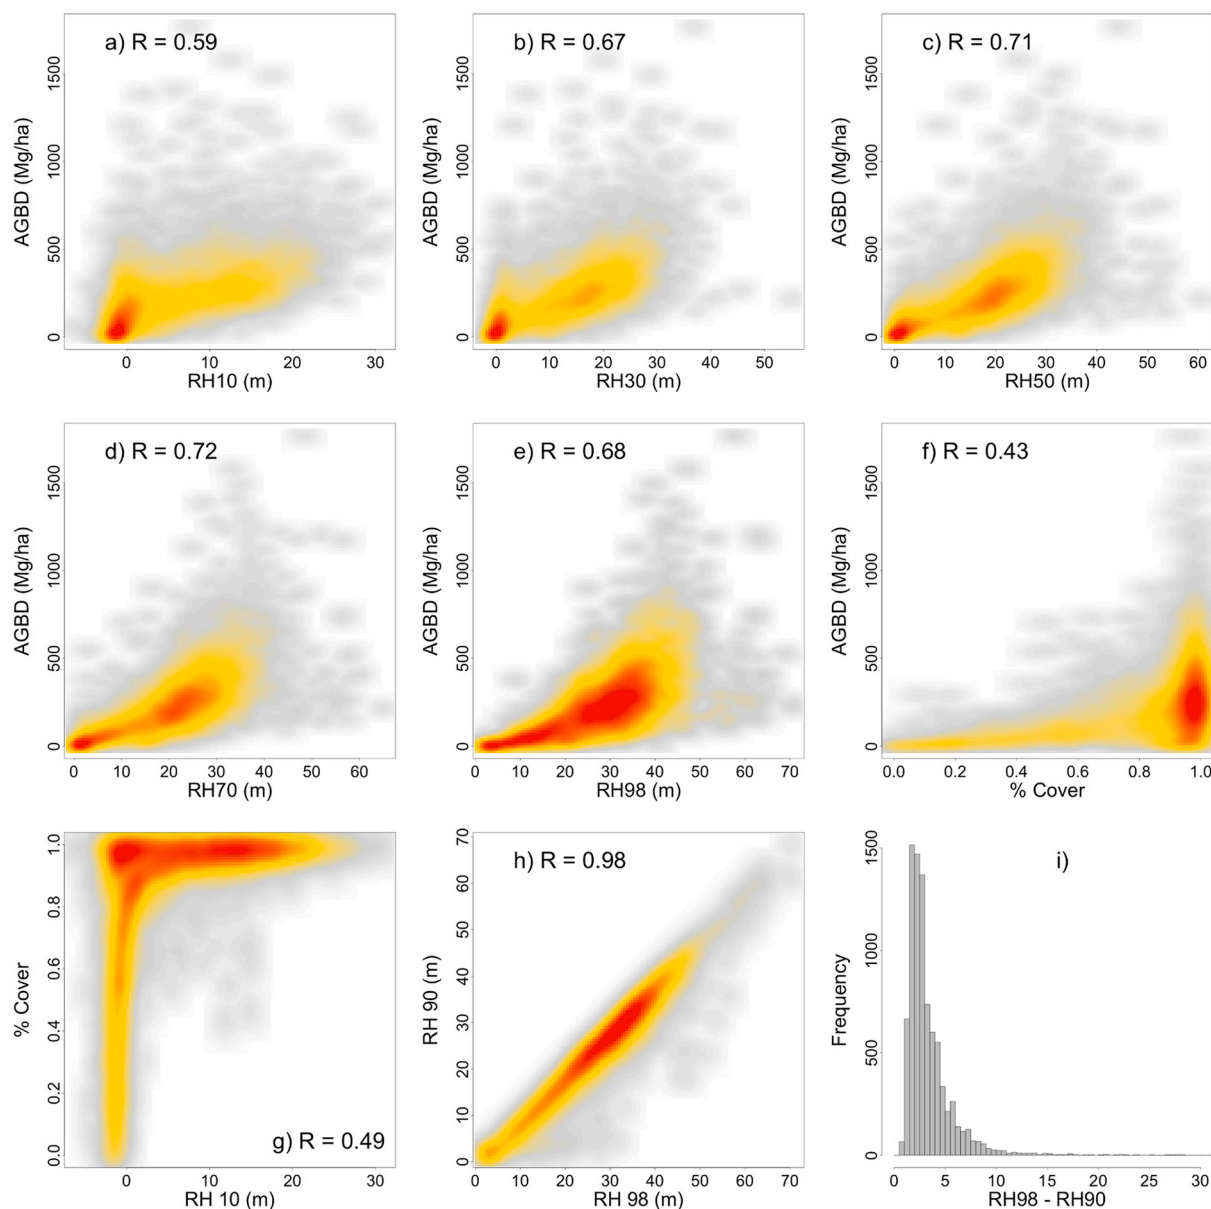 a) R = 0.59
AGBD (Mg/ha)
1500
1000
500
0
0 10 20 30
RH10 (m)
b) R = 0.67
AGBD (Mg/ha)
1500
1000
500
0
0 10 20 30 40 50
RH30 (m)
c) R = 0.71
AGBD (Mg/ha)
1500
1000
500
0
0 10 20 30 40 50 60
RH50 (m)
d) R = 0.72
AGBD (Mg/ha)
1500
1000
500
0
0 10 20 30 40 50 60
RH70 (m)
e) R = 0.68
AGBD (Mg/ha)
1500
1000
500
0
0 10 20 30 40 50 60 70
RH98 (m)
f) R = 0.43
AGBD (Mg/ha)
1500
1000
500
0
0.0 0.2 0.4 0.6 0.8 1.0
% Cover
% Cover
1.0
0.8
0.6
0.4
0.2
0.0
g) R = 0.49
0 10 20 30
RH 10 (m)
h) R = 0.98
RH 90 (m)
70
60
50
40
30
20
10
0
0 10 20 30 40 50 60 70
RH 98 (m)
i)
Frequency
1500
1000
500
0
0 5 10 15 20 25 30
RH98 - RH90